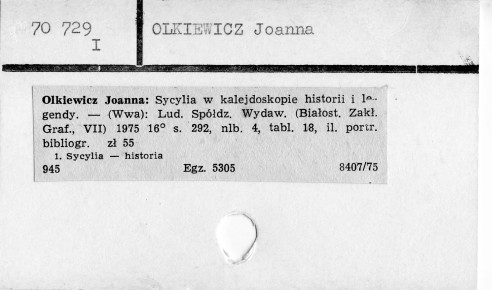 70 729 OLKIEWICZ Joanna
I
Olkiewicz Joanna: Sycylia w kalejdoskopie historii i le-
gendy. — (Wwa): Lud. Spółdz. Wydaw. (Białost. Zakł.
Graf., VII) 1975 16° s. 292, nlb. 4, tabl. 18, il. portr.
bibliogr. zł 55
1. Sycylia — historia
945 Egz. 5305 8407/75